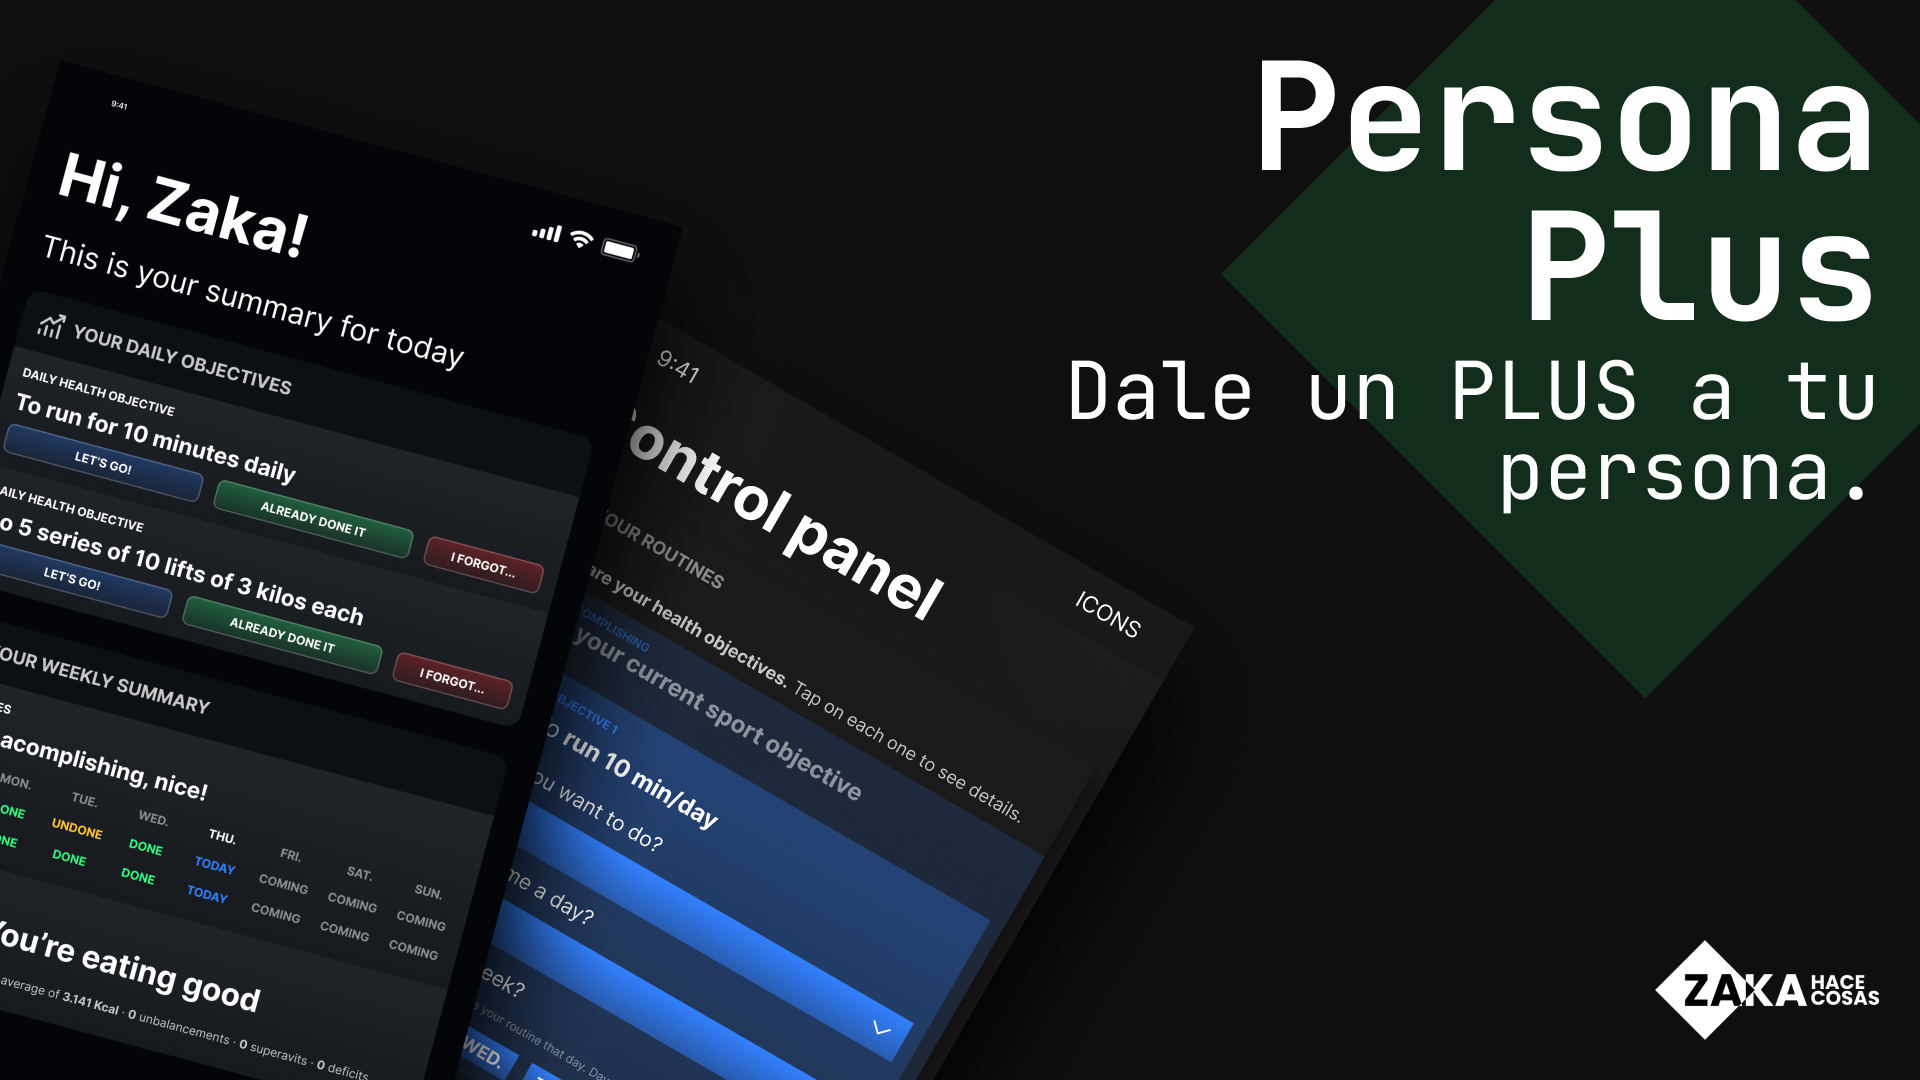 Persona
Plus
Dale un PLUS a tu
persona.
9:41
Hi, Zaka!
This is your summary for today
YOUR DAILY OBJECTIVES
DAILY HEALTH OBJECTIVE
To run for 10 minutes daily
LET'S GO!
ALREADY DONE IT
I FORGOT...
AILY HEALTH OBJECTIVE
o 5 series of 10 lifts of 3 kilos each
LET'S GO!
ALREADY DONE IT
I FORGOT...
OUR WEEKLY SUMMARY
ES
acomplishing, nice!
MON. TUE. WED. THU. FRI. SAT. SUN.
ONE UNDONE DONE TODAY COMING COMING COMING
NE DONE DONE TODAY COMING COMING COMING
You're eating good
average of 3.141 Kcal · 0 unbalancements · 0 superavits · 0 deficits
9:41
ontrol panel
ICONS
OUR ROUTINES
are your health objectives. Tap on each one to see details.
COMPLISHING
your current sport objective
BJECTIVE 1
o run 10 min/day
ou want to do?
me a day?
eek?
e your routine that day. Day
WED.
ZAKA HACE
COSAS